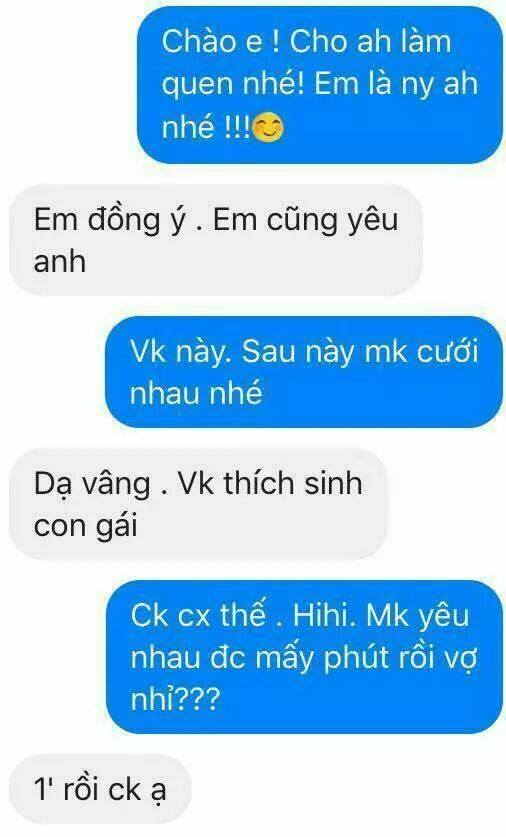 Chào e ! Cho ah làm
quen nhé! Em là ny ah
nhé !!!😊
Em đồng ý . Em cũng yêu
anh
Vk này. Sau này mk cưới
nhau nhé
Dạ vâng . Vk thích sinh
con gái
Ck cx thế . Hihi. Mk yêu
nhau đc mấy phút rồi vợ
nhỉ???
1' rồi ck ạ